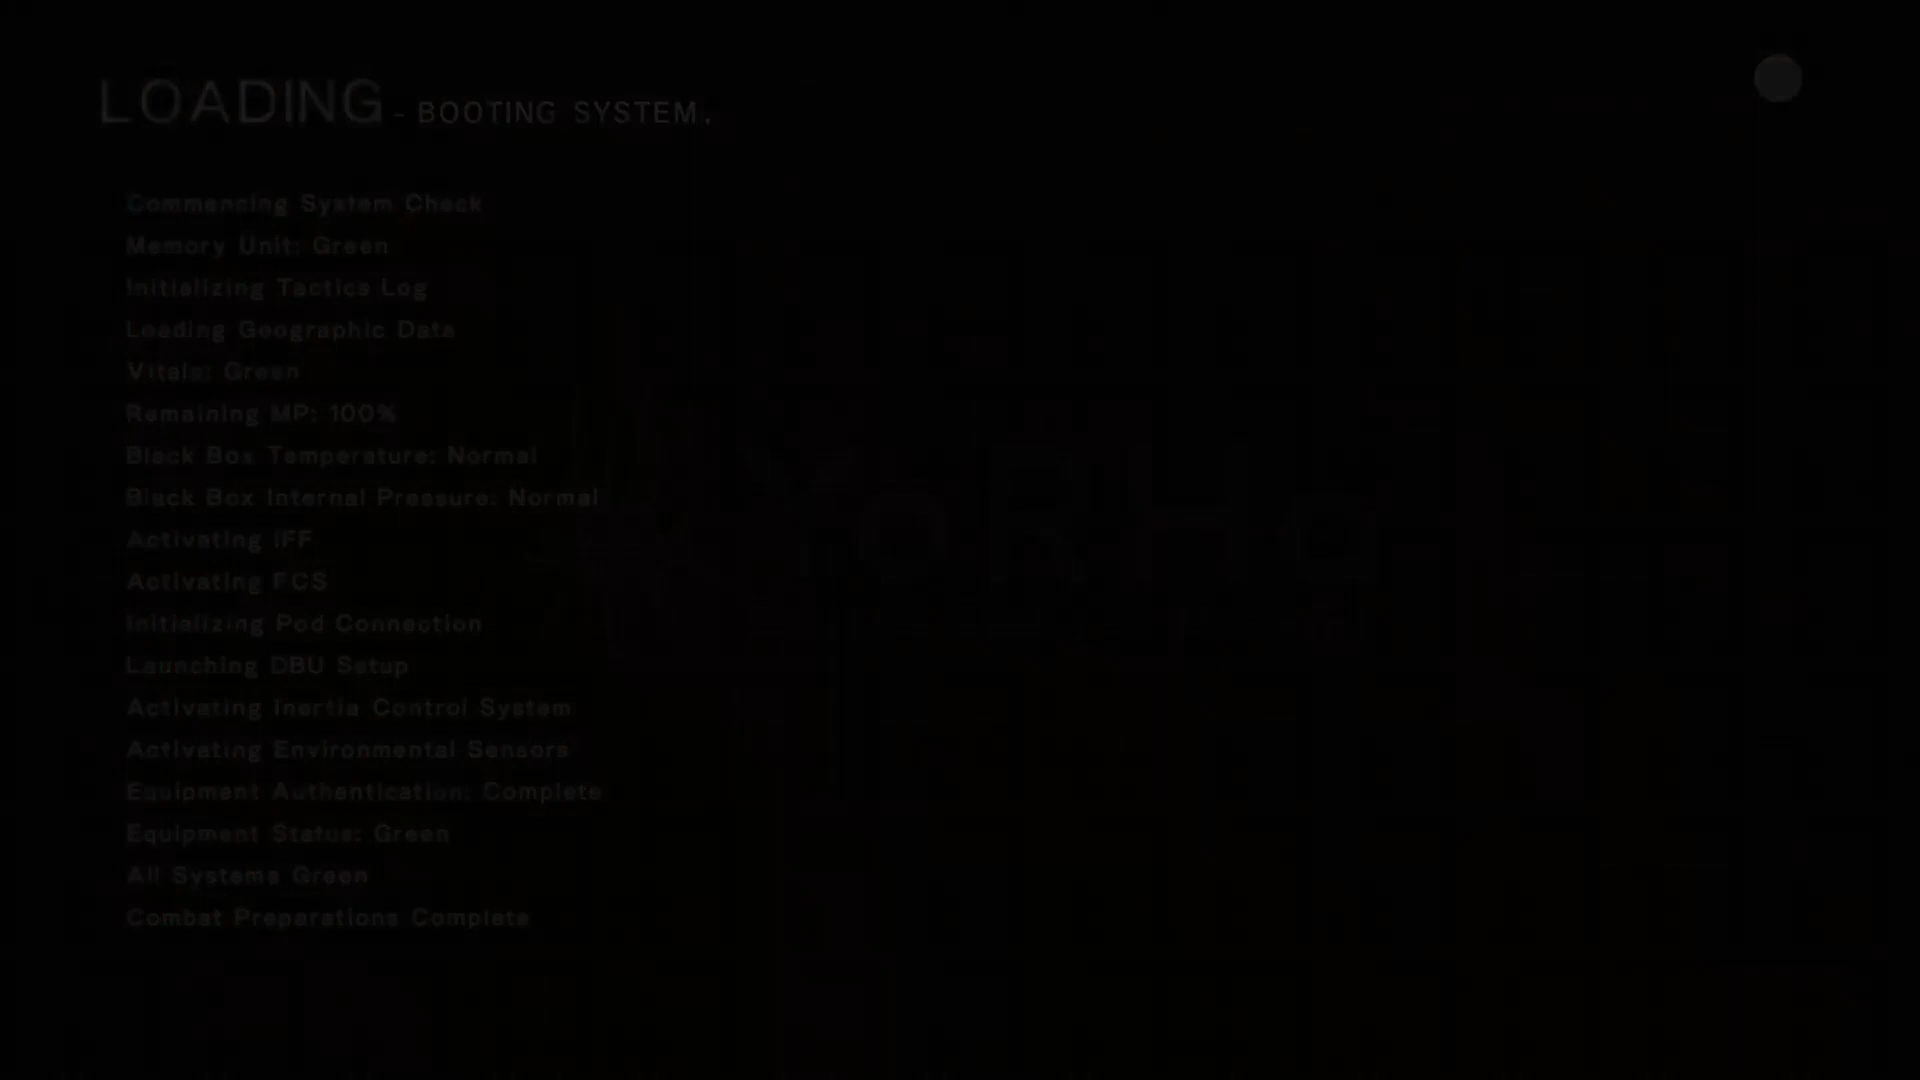 LOADING - BOOTING SYSTEM.
Commencing System Check
Memory Unit: Green
Initializing Tactics Log
Loading Geographic Data
Vitals: Green
Remaining MP: 100%
Black Box Temperature: Normal
Black Box Internal Pressure: Normal
Activating IFF
Activating FCS
Initializing Pod Connection
Launching DBU Setup
Activating Inertia Control System
Activating Environmental Sensors
Equipment Authentication: Complete
Equipment Status: Green
All Systems Green
Combat Preparations Complete
YoRHa